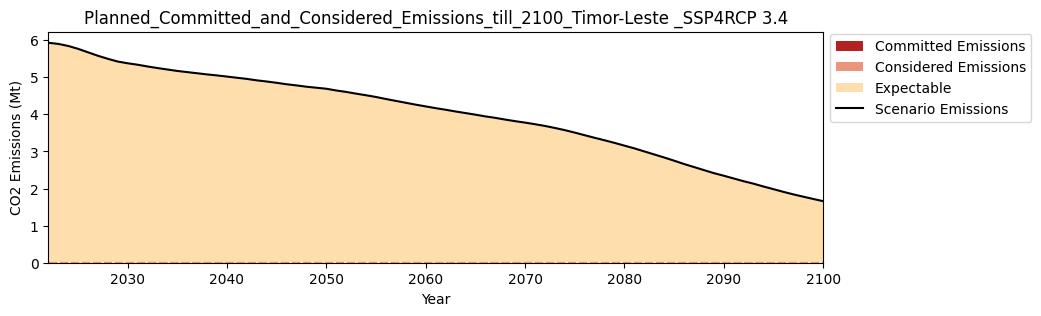 Planned_Committed_and_Considered_Emissions_till_2100_Timor-Leste _SSP4RCP 3.4
Committed Emissions
Considered Emissions
Expectable
Scenario Emissions
CO2 Emissions (Mt)
6
5
4
3
2
1
0
2030 2040 2050 2060 2070 2080 2090 2100
Year